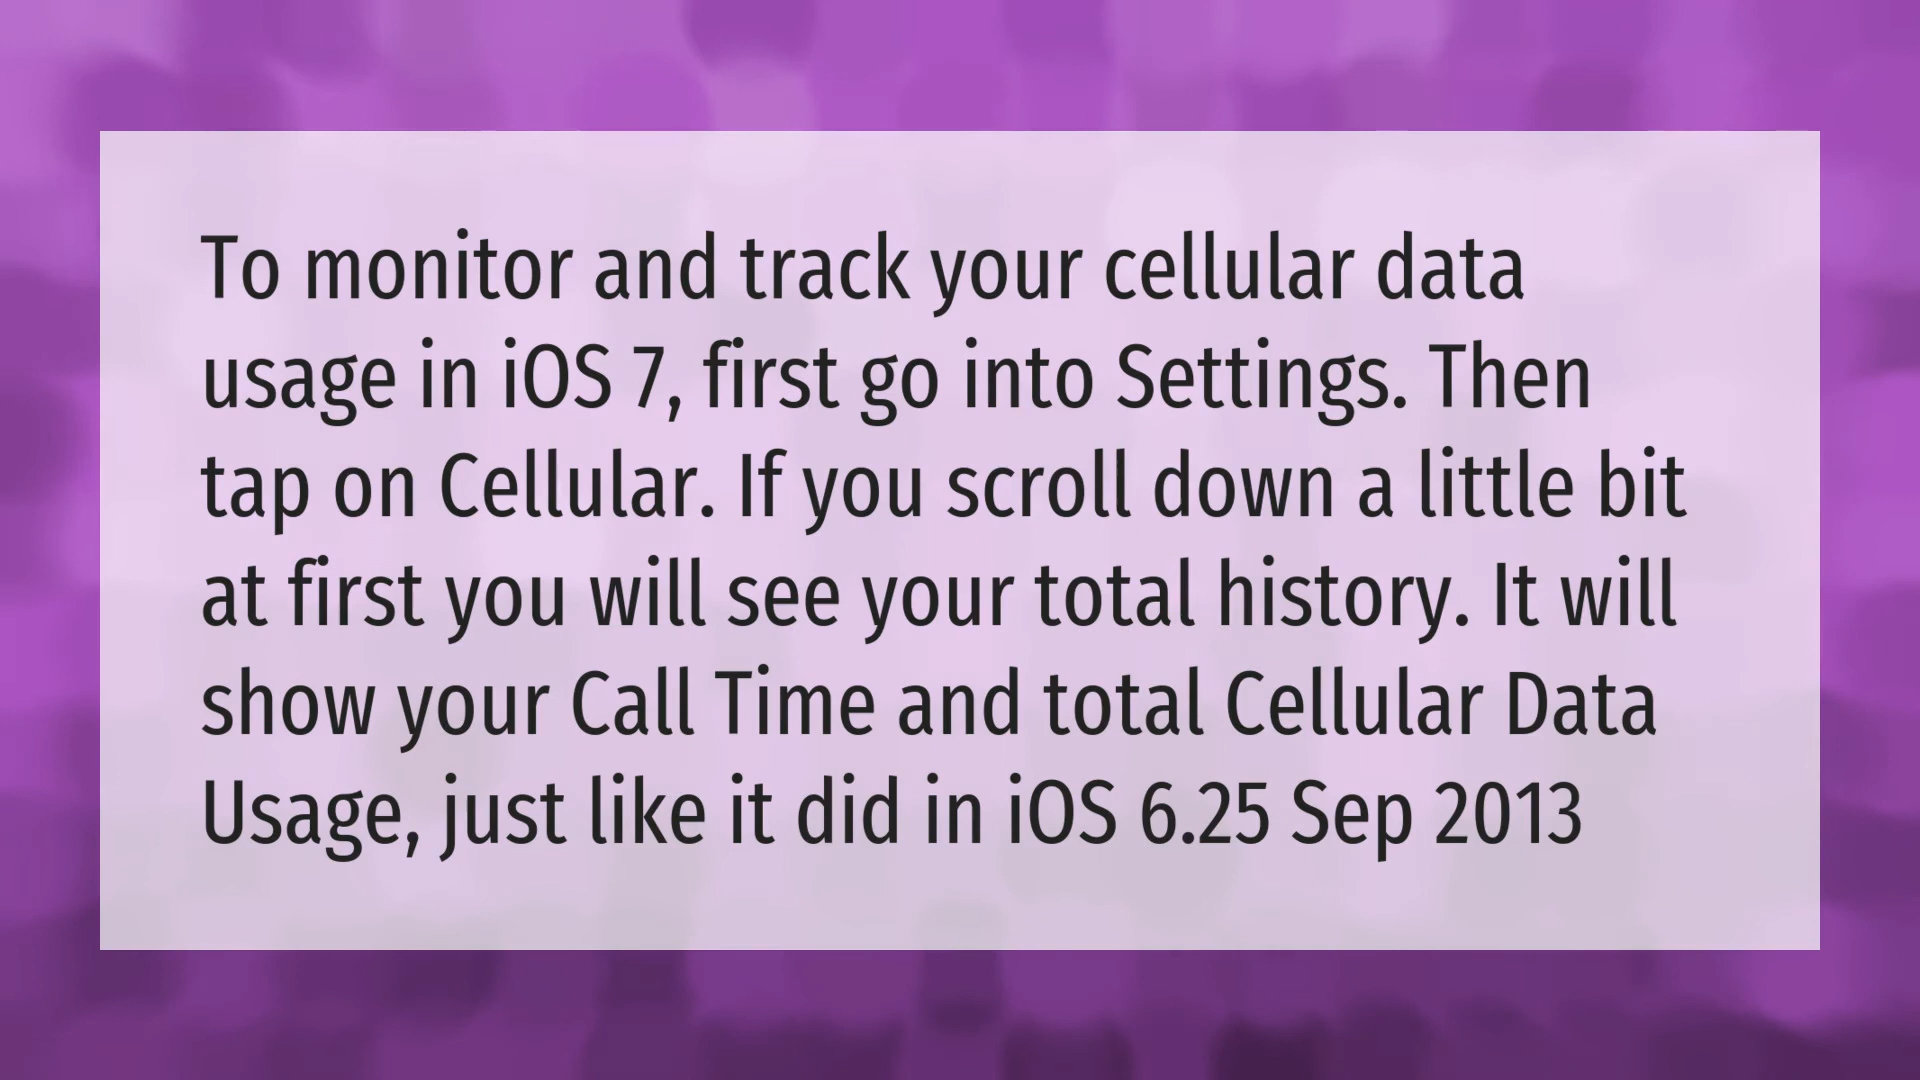 To monitor and track your cellular data
usage in iOS 7, first go into Settings. Then
tap on Cellular. If you scroll down a little bit
at first you will see your total history. It will
show your Call Time and total Cellular Data
Usage, just like it did in iOS 6.25 Sep 2013